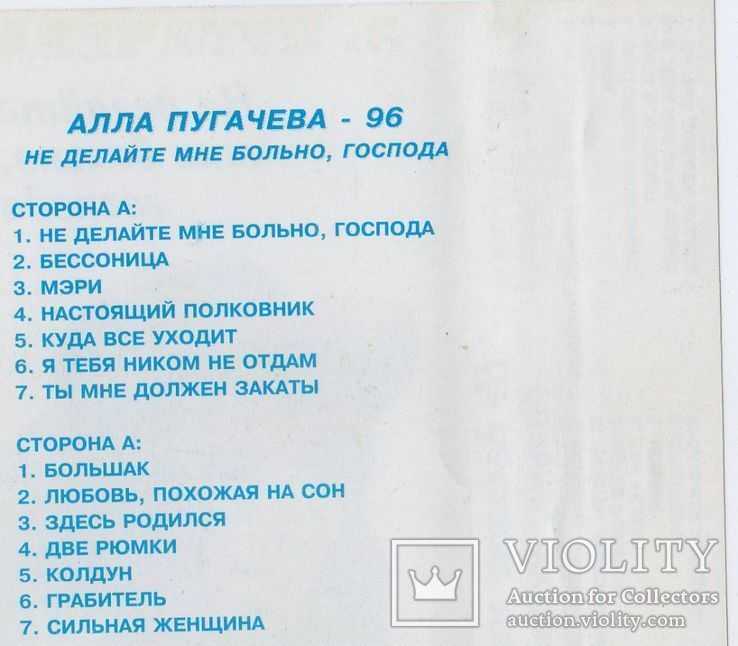 АЛЛА ПУГАЧЕВА - 96
НЕ ДЕЛАЙТЕ МНЕ БОЛЬНО, ГОСПОДА
СТОРОНА А:
1. НЕ ДЕЛАЙТЕ МНЕ БОЛЬНО, ГОСПОДА
2. БЕССОНИЦА
3. МЭРИ
4. НАСТОЯЩИЙ ПОЛКОВНИК
5. КУДА ВСЕ УХОДИТ
6. Я ТЕБЯ НИКОМ НЕ ОТДАМ
7. ТЫ МНЕ ДОЛЖЕН ЗАКАТЫ
СТОРОНА А:
1. БОЛЬШАК
2. ЛЮБОВЬ, ПОХОЖАЯ НА СОН
3. ЗДЕСЬ РОДИЛСЯ
4. ДВЕ РЮМКИ
5. КОЛДУН
6. ГРАБИТЕЛЬ
7. СИЛЬНАЯ ЖЕНЩИНА
VIOLITY
Auction for Collectors
auction.violity.com